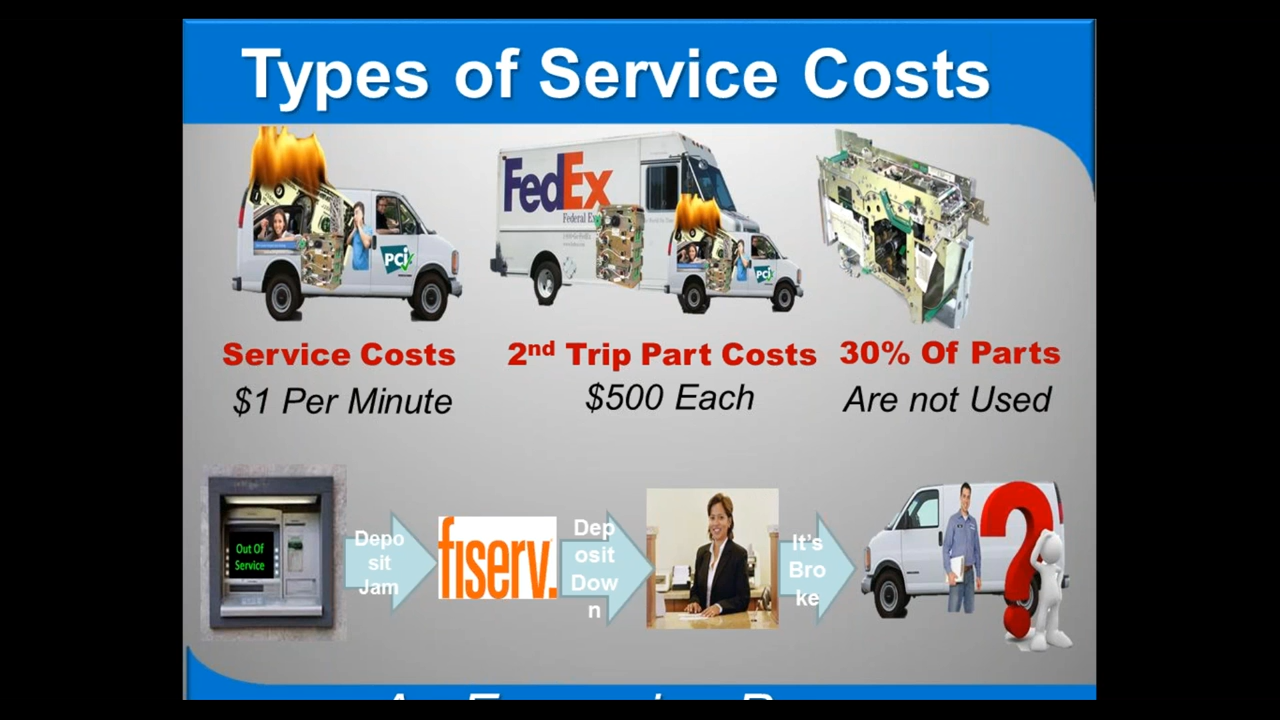 Types of Service Costs
FedEx
Federal Ex
PCi
PCi
Service Costs
2nd Trip Part Costs
30% Of Parts
$1 Per Minute
$500 Each
Are not Used
Out Of
Service
Depo
sit
Jam
fiserv.
Dep
osit
Dow
n
It's
Bro
ke